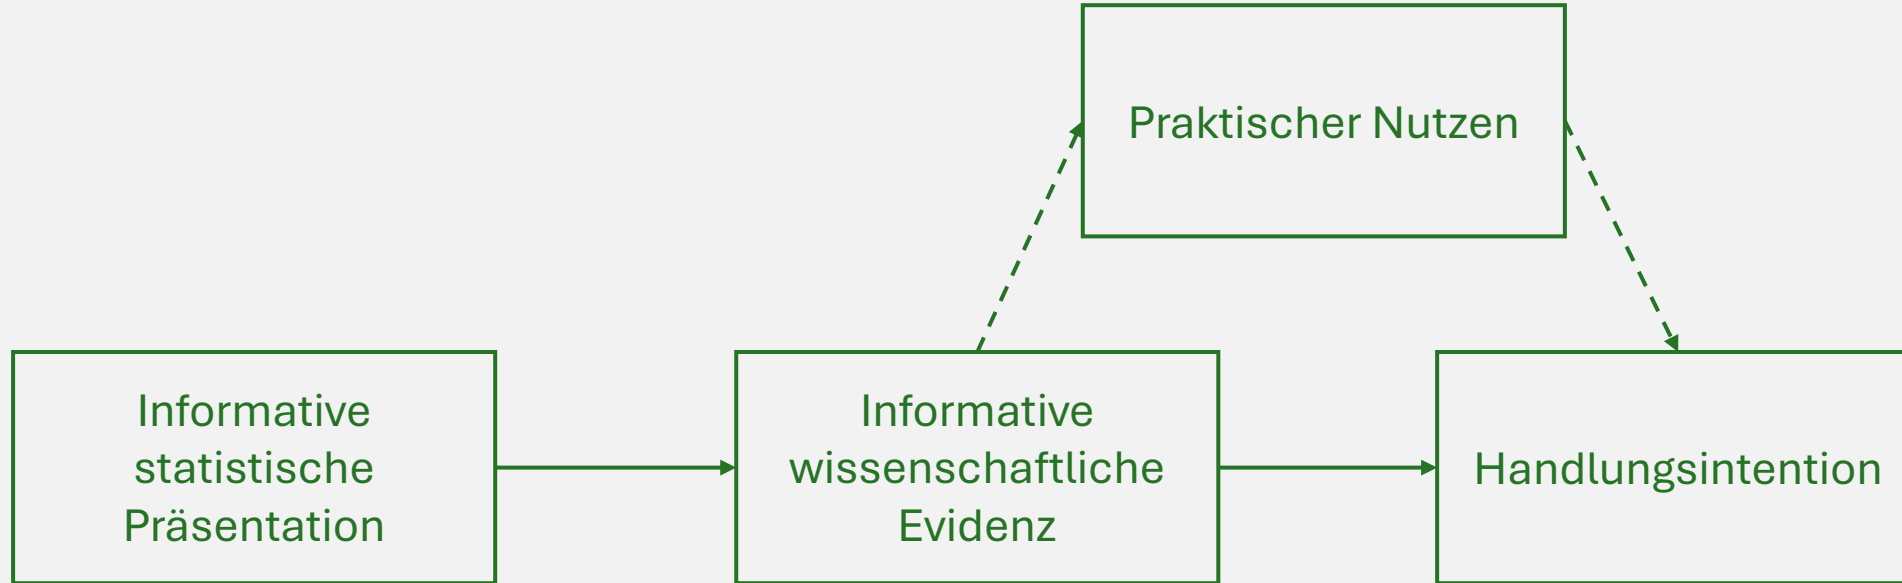 Praktischer Nutzen
Informative
statistische
Präsentation
Informative
wissenschaftliche
Evidenz
Handlungsintention